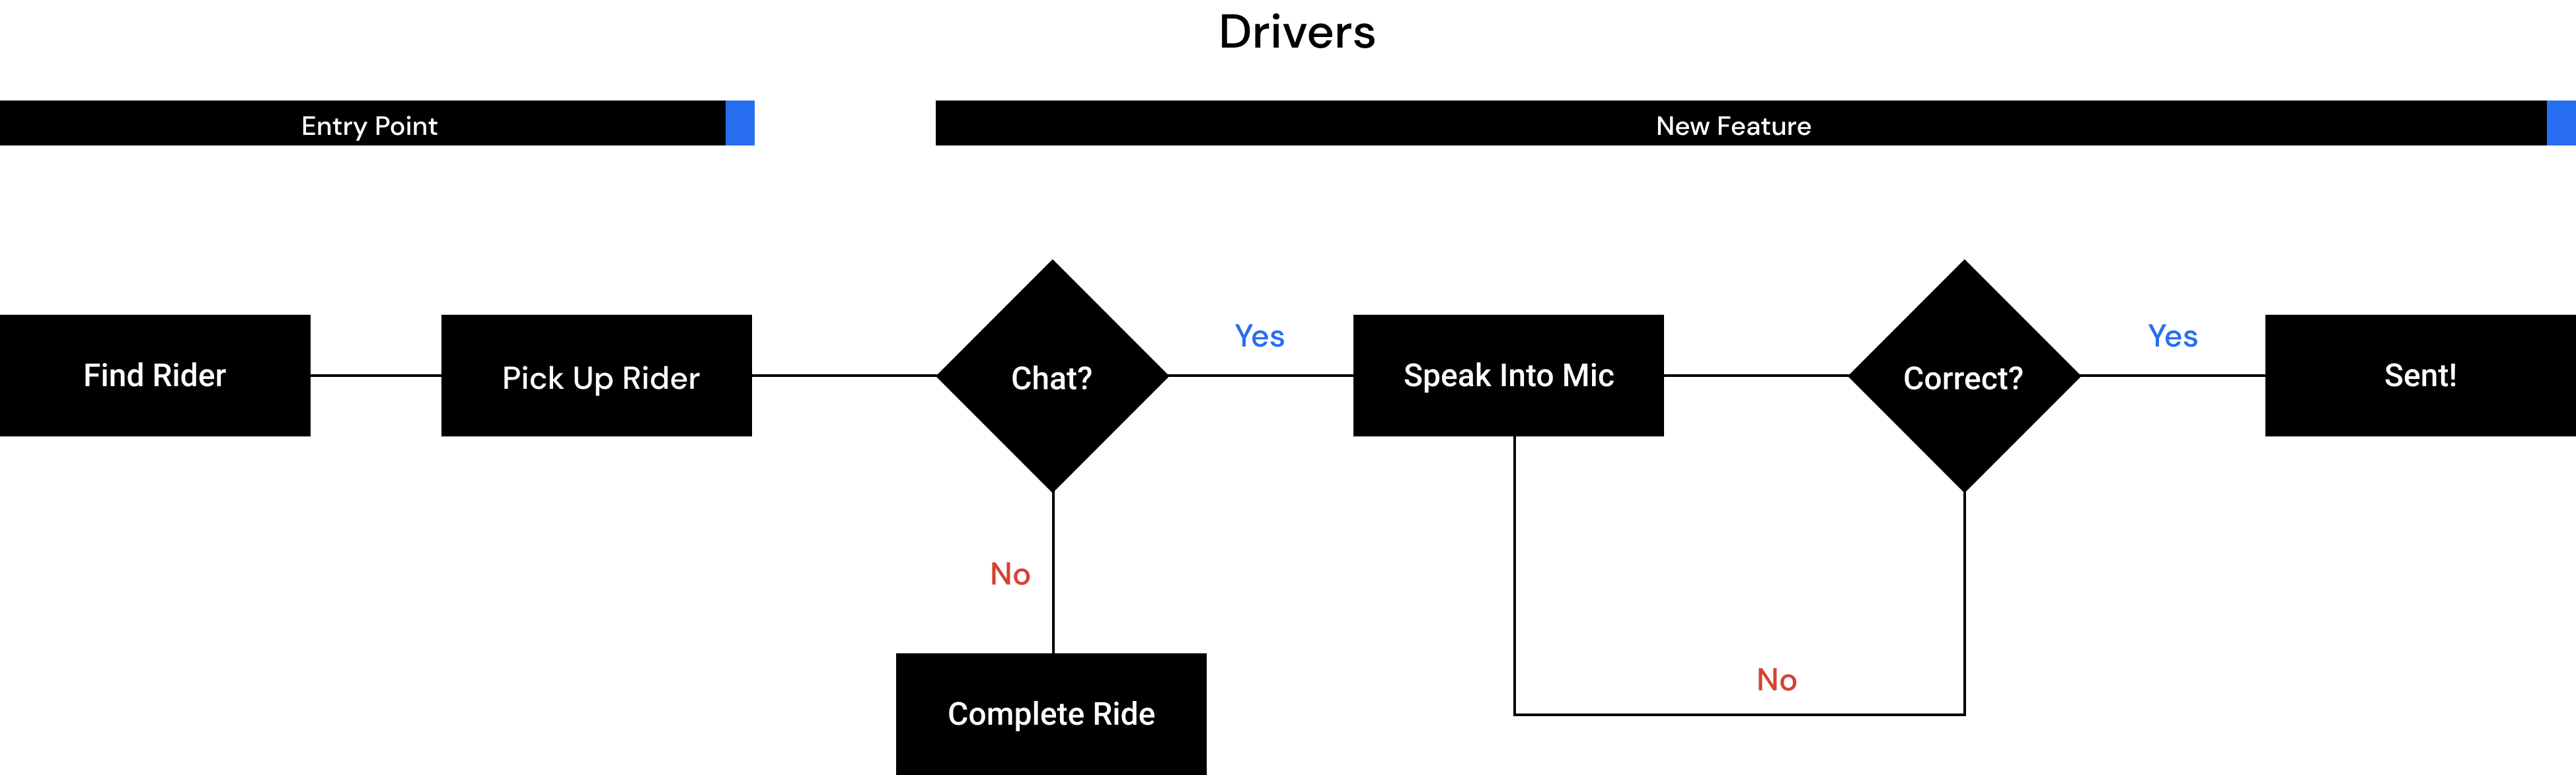 Drivers
Entry Point
New Feature
Find Rider
Pick Up Rider
Chat?
Yes
Speak Into Mic
Correct?
Yes
Sent!
No
No
Complete Ride